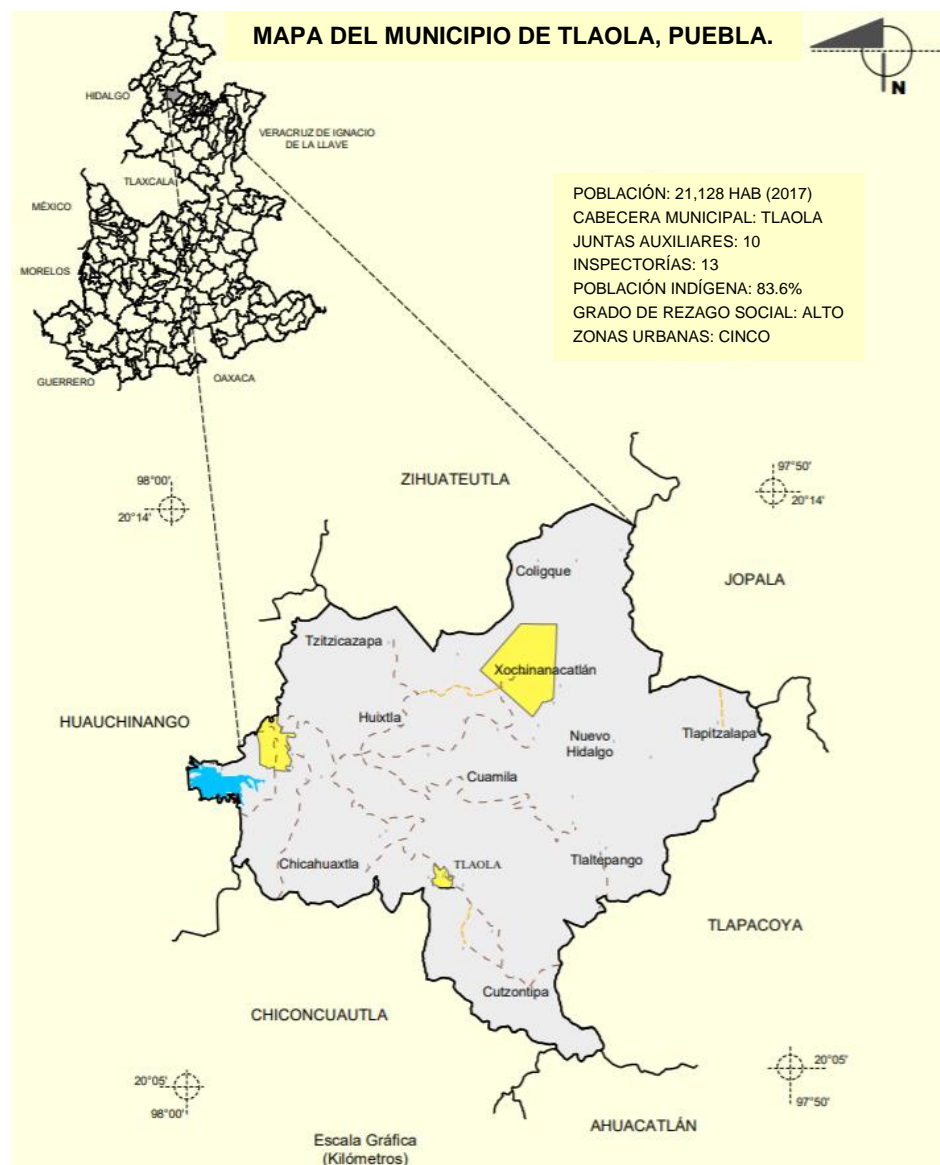 MAPA DEL MUNICIPIO DE TLAOLA, PUEBLA.
N
HIDALGO
VERACRUZ DE IGNACIO
DE LA LLAVE
TLAXCALA
MÉXICO
MORELOS
GUERRERO
OAXACA
POBLACIÓN: 21,128 HAB (2017)
CABECERA MUNICIPAL: TLAOLA
JUNTAS AUXILIARES: 10
INSPECTORÍAS: 13
POBLACIÓN INDÍGENA: 83.6%
GRADO DE REZAGO SOCIAL: ALTO
ZONAS URBANAS: CINCO
98°00'
20°14'
ZIHUATEUTLA
97°50'
20°14'
Coligque
JOPALA
Tzitzicazapa
Xochinanacatlán
HUAUCHINANGO
Huixtla
Nuevo
Hidalgo
Tlapitzalapa
Cuamila
Chicahuaxtla
TLAOLA
Tlaltepango
TLAPACOYA
Cutzontipa
CHICONCUAUTLA
20°05'
98°00'
20°05'
97°50'
AHUACATLÁN
Escala Gráfica
(Kilómetros)